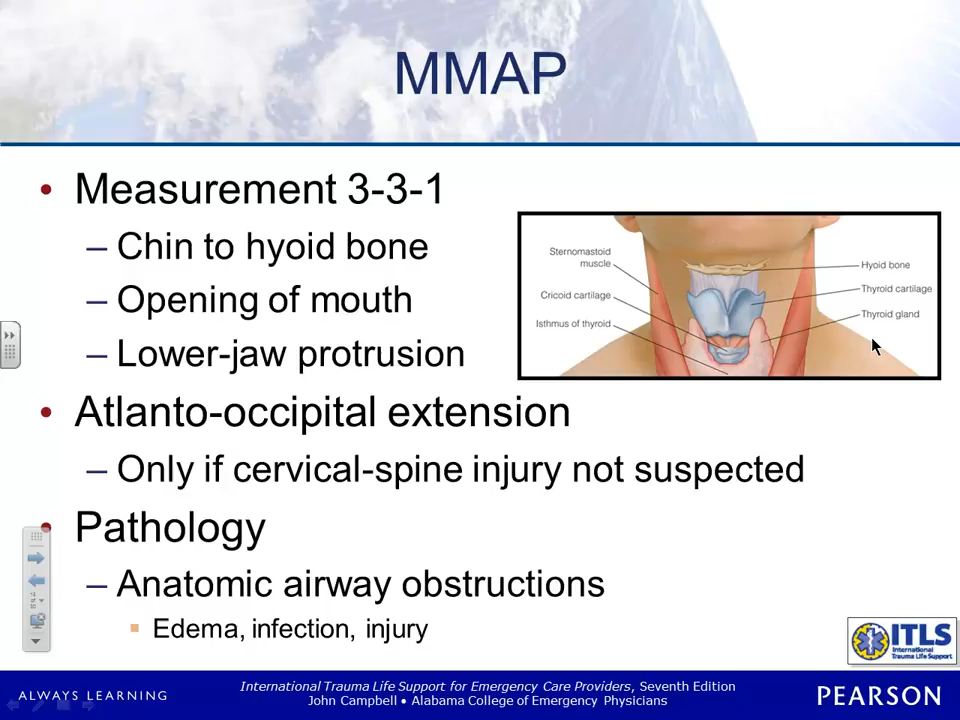 MMAP
• Measurement 3-3-1
– Chin to hyoid bone
– Opening of mouth
– Lower-jaw protrusion
Sternomastoid
muscle
Cricoid cartilage
Isthmus of thyroid
Hyoid bone
Thyroid cartilage
Thyroid gland
• Atlanto-occipital extension
– Only if cervical-spine injury not suspected
• Pathology
– Anatomic airway obstructions
▪ Edema, infection, injury
ITLS
International
Trauma Life Support
ALWAYS LEARNING
International Trauma Life Support for Emergency Care Providers, Seventh Edition
John Campbell • Alabama College of Emergency Physicians
PEARSON